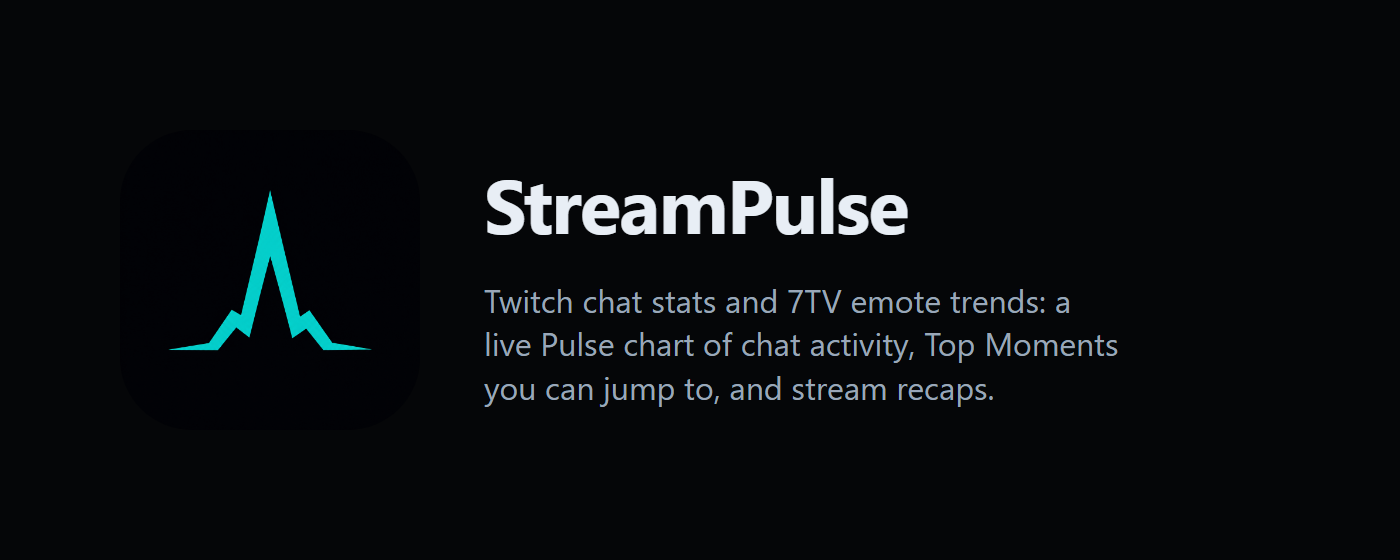 StreamPulse
Twitch chat stats and 7TV emote trends: a
live Pulse chart of chat activity, Top Moments
you can jump to, and stream recaps.